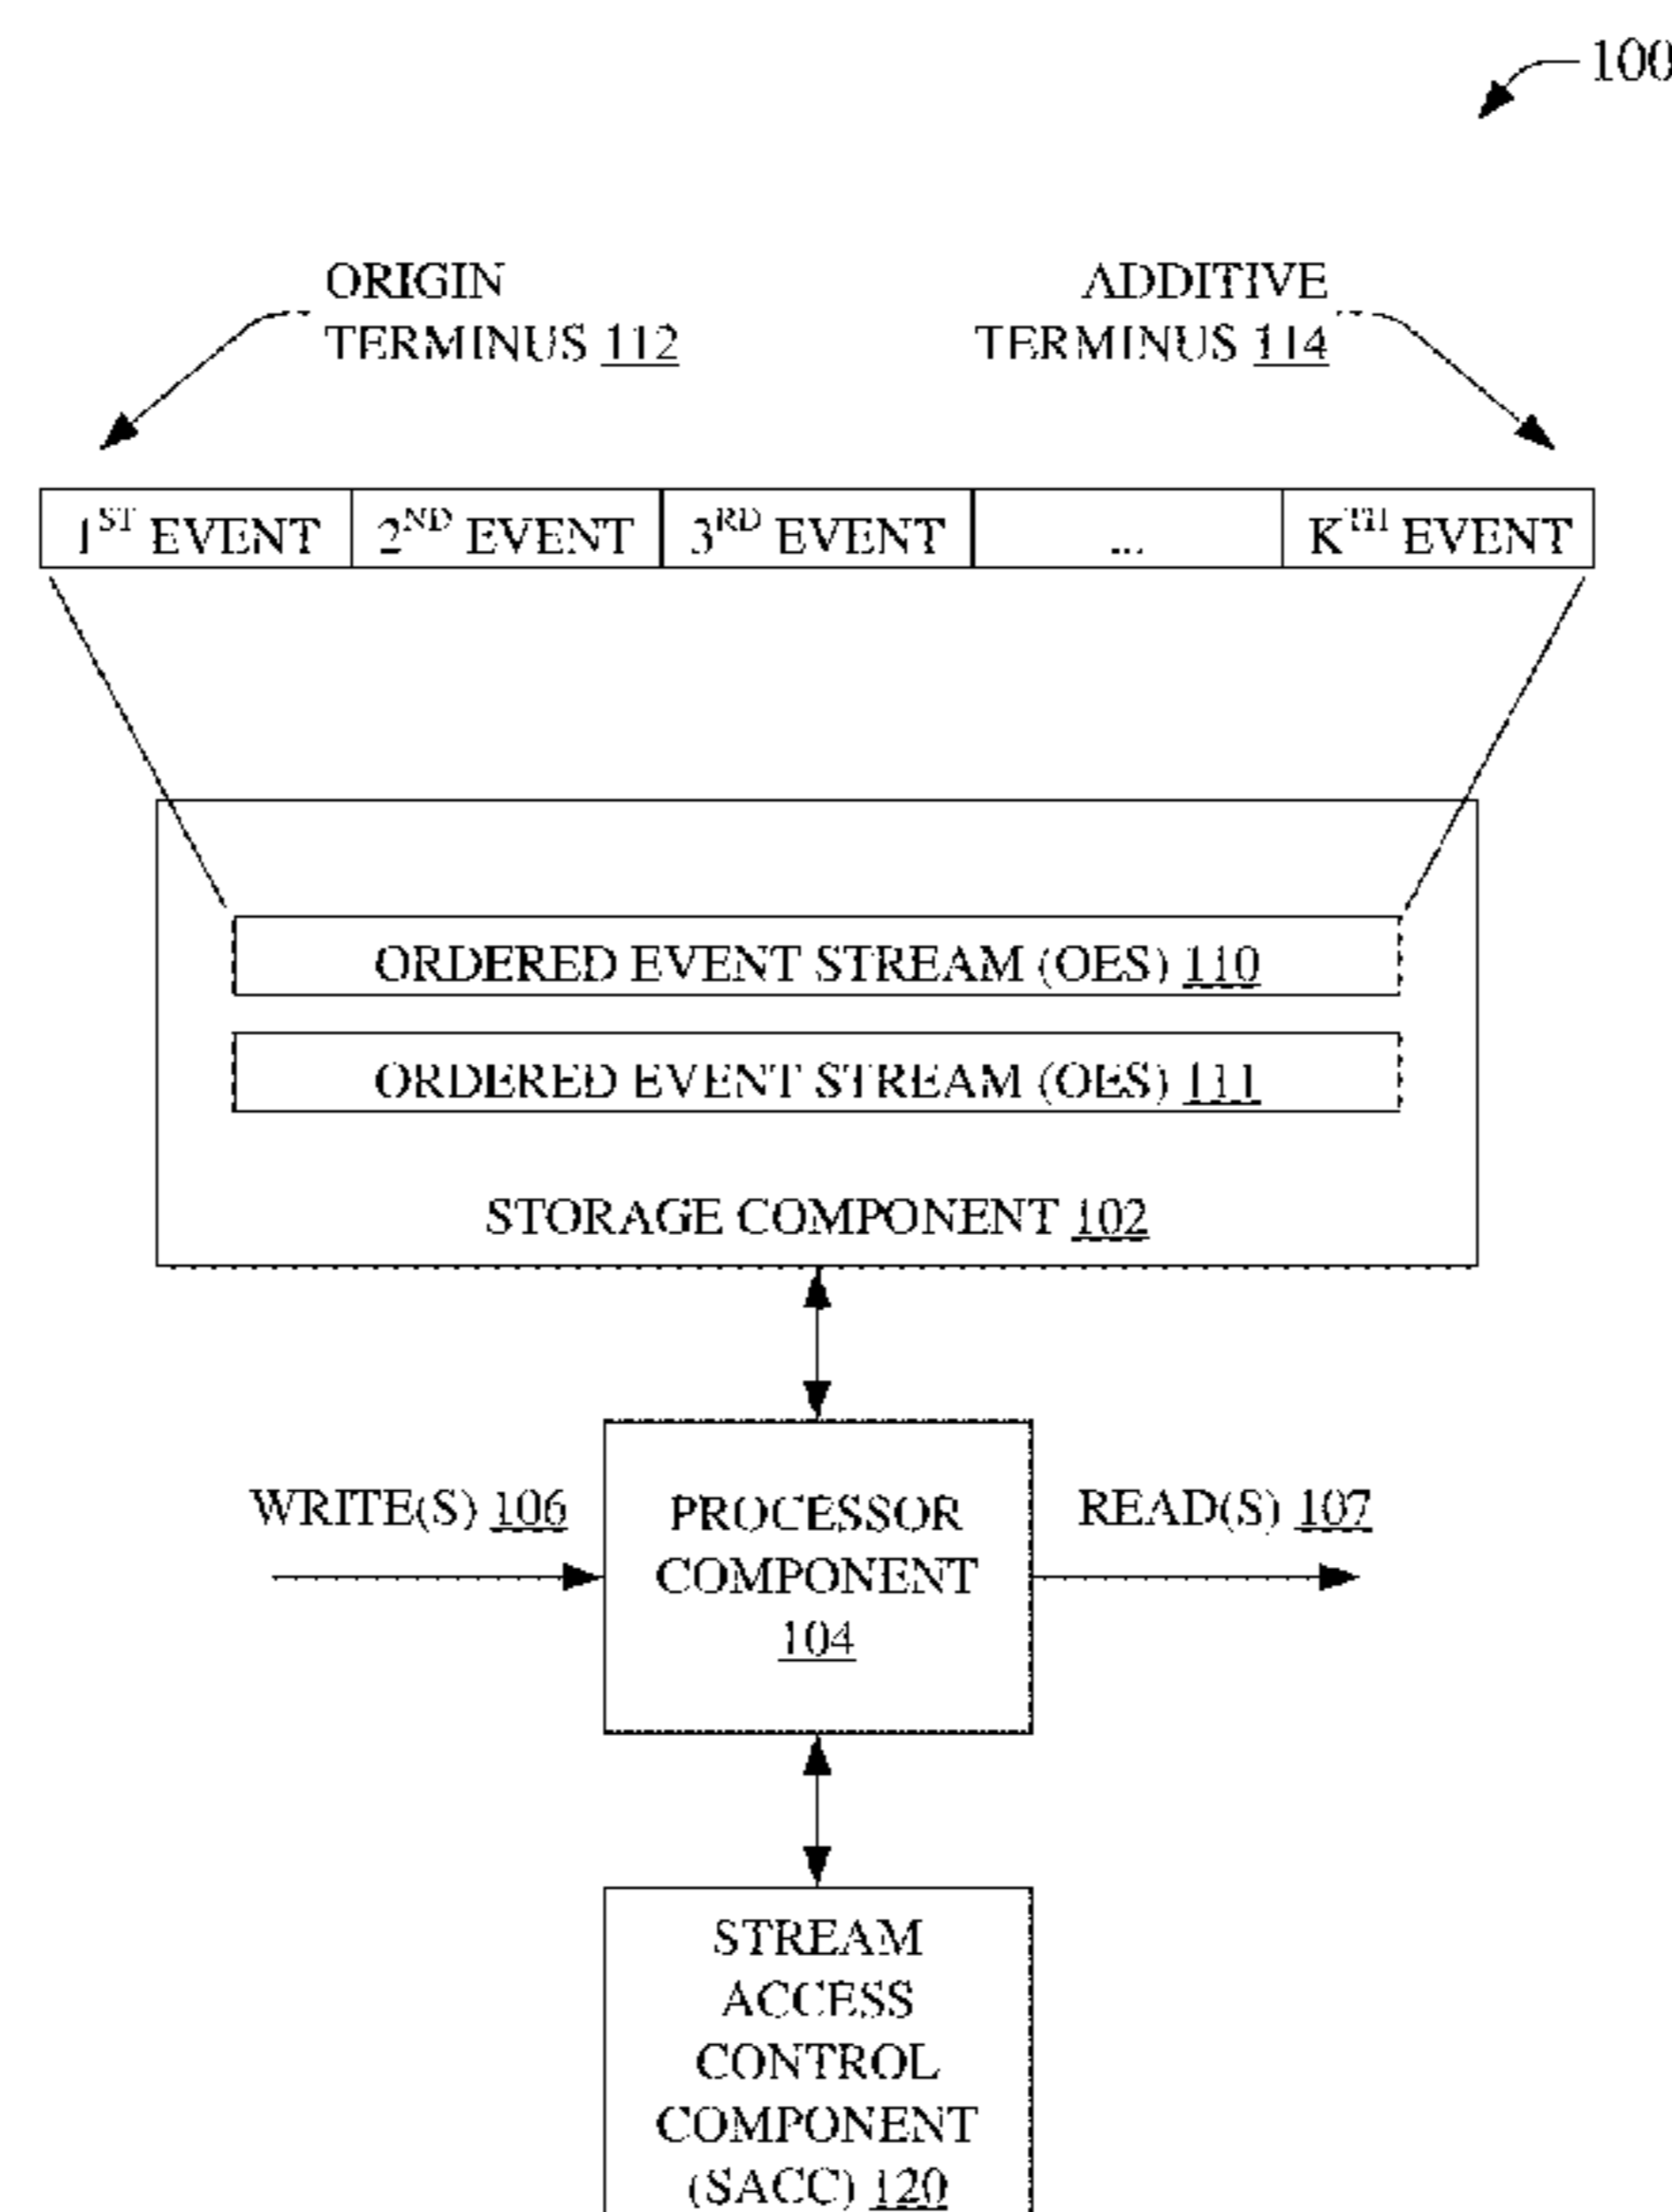 100
ORIGIN
TERMINUS 112
ADDITIVE
TERMINUS 114
1ST EVENT 2ND EVENT 3RD EVENT ... KTH EVENT
ORDERED EVENT STREAM (OES) 110
ORDERED EVENT STREAM (OES) 111
STORAGE COMPONENT 102
WRITE(S) 106
PROCESSOR
COMPONENT
104
READ(S) 107
STREAM
ACCESS
CONTROL
COMPONENT
(SACC) 120